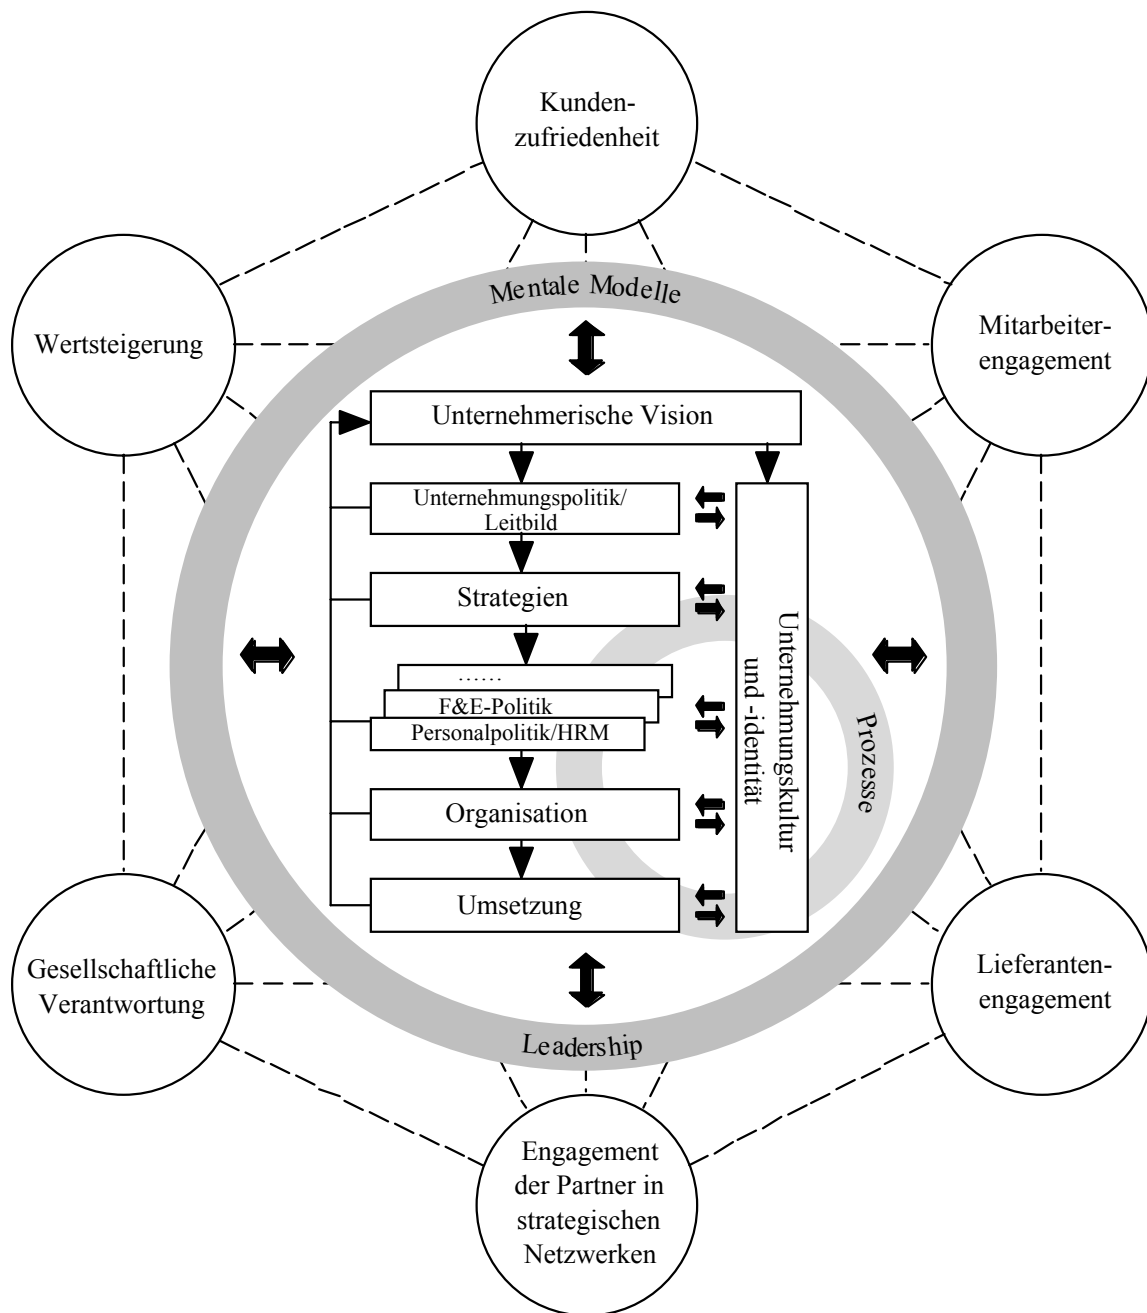 Kunden-
zufriedenheit
Wertsteigerung
Mentale Modelle
Mitarbeiter-
engagement
Unternehmerische Vision
Unternehmungspolitik/
Leitbild
Strategien
......
F&E-Politik
Personalpolitik/HRM
Organisation
Umsetzung
Unternehmungskultur
und -identität
Prozesse
Gesellschaftliche
Verantwortung
Lieferanten-
engagement
Leadership
Engagement
der Partner in
strategischen
Netzwerken